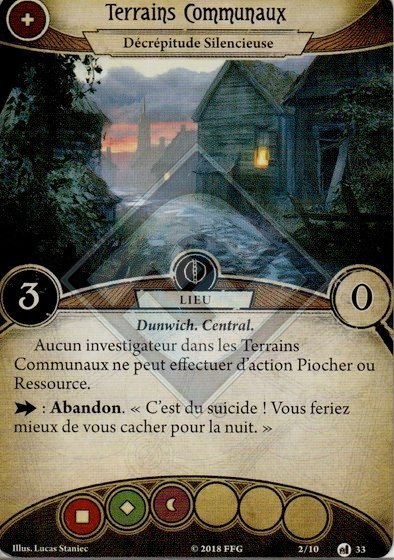 Terrains Communaux
Décrépitude Silencieuse
3
LIEU
0
Dunwich. Central.
Aucun investigateur dans les Terrains
Communaux ne peut effectuer d'action Piocher ou
Ressource.
: Abandon. « C'est du suicide ! Vous feriez
mieux de vous cacher pour la nuit. »
Illus. Lucas Staniec
© 2018 FFG
2/10
33